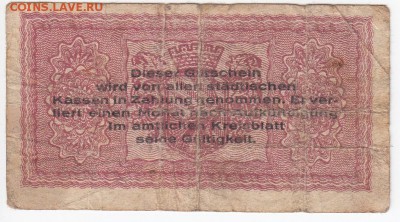 COINS.ЛАVE.RU
Dieser Gutschein
wird von allen städtischen
Kassen in Zahlung genommen. Er ver-
liert einen Monat nach Aufkündigung
im amtlichen Kreisblatt
seine Gültigkeit.